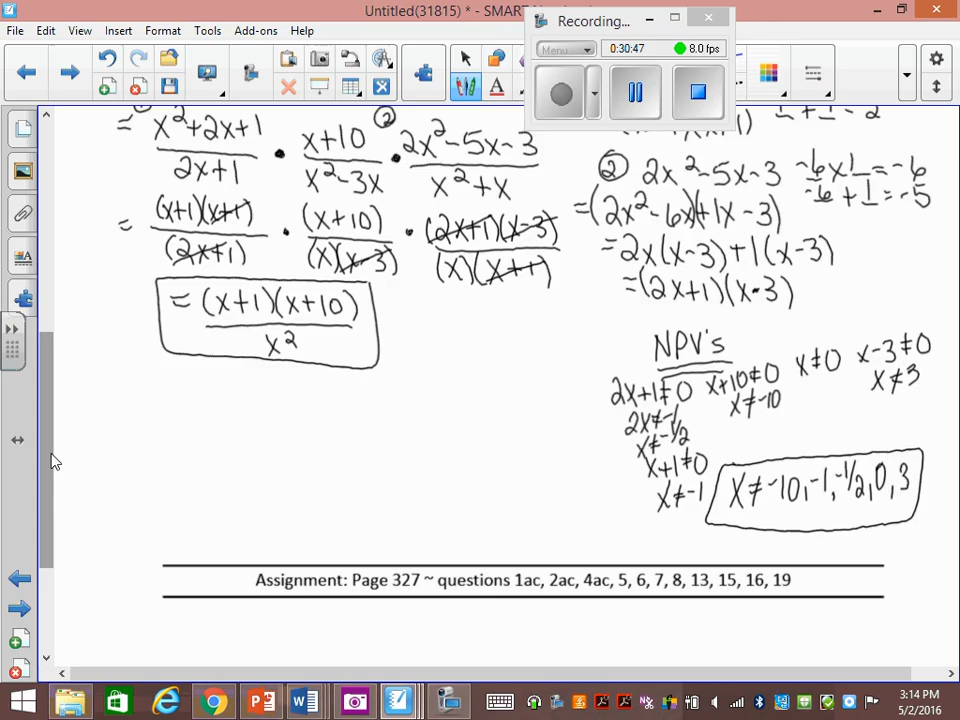 Untitled(31815) * - SMAR
Recording...
File Edit View Insert Format Tools Add-ons Help
Menu
0:30:47
8.0 fps
= x²+2x+1 / 2x+1 • x+10 / x²-3x • ② 2x²-5x-3 / x²+x
② 2x²-5x-3
-6x1=-6
-6+1=-5
= (x+1)(x+1) / (2x+1) • (x+10) / (x)(x-3) • (2x+1)(x-3) / (x)(x+1)
=(2x²-6x)(+1x-3)
=2x(x-3)+1(x-3)
=(2x+1)(x-3)
= (x+1)(x+10) / x²
NPV's
2x+1≠0
2x≠-1
x≠-1/2
x+10≠0
x≠-10
x≠0
x-3≠0
x≠3
x+1≠0
x≠-1
x≠-10,-1,-1/2,0,3
Assignment: Page 327 ~ questions 1ac, 2ac, 4ac, 5, 6, 7, 8, 13, 15, 16, 19
3:14 PM
5/2/2016